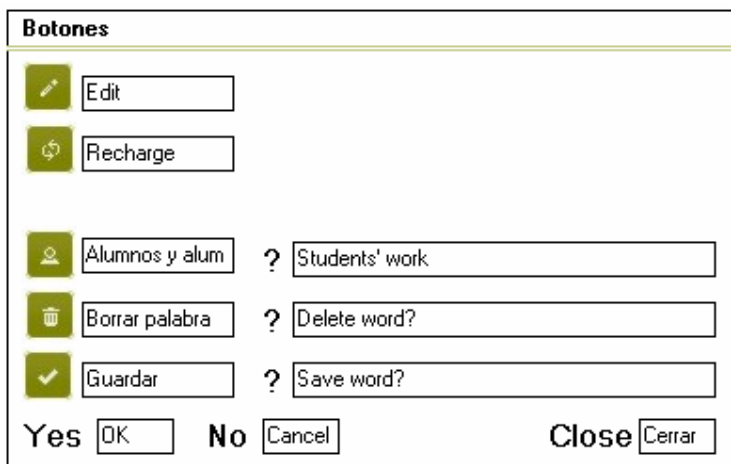 Botones
Edit
Recharge
Alumnos y alum ? Students' work
Borrar palabra ? Delete word?
Guardar ? Save word?
Yes OK No Cancel Close Cerrar